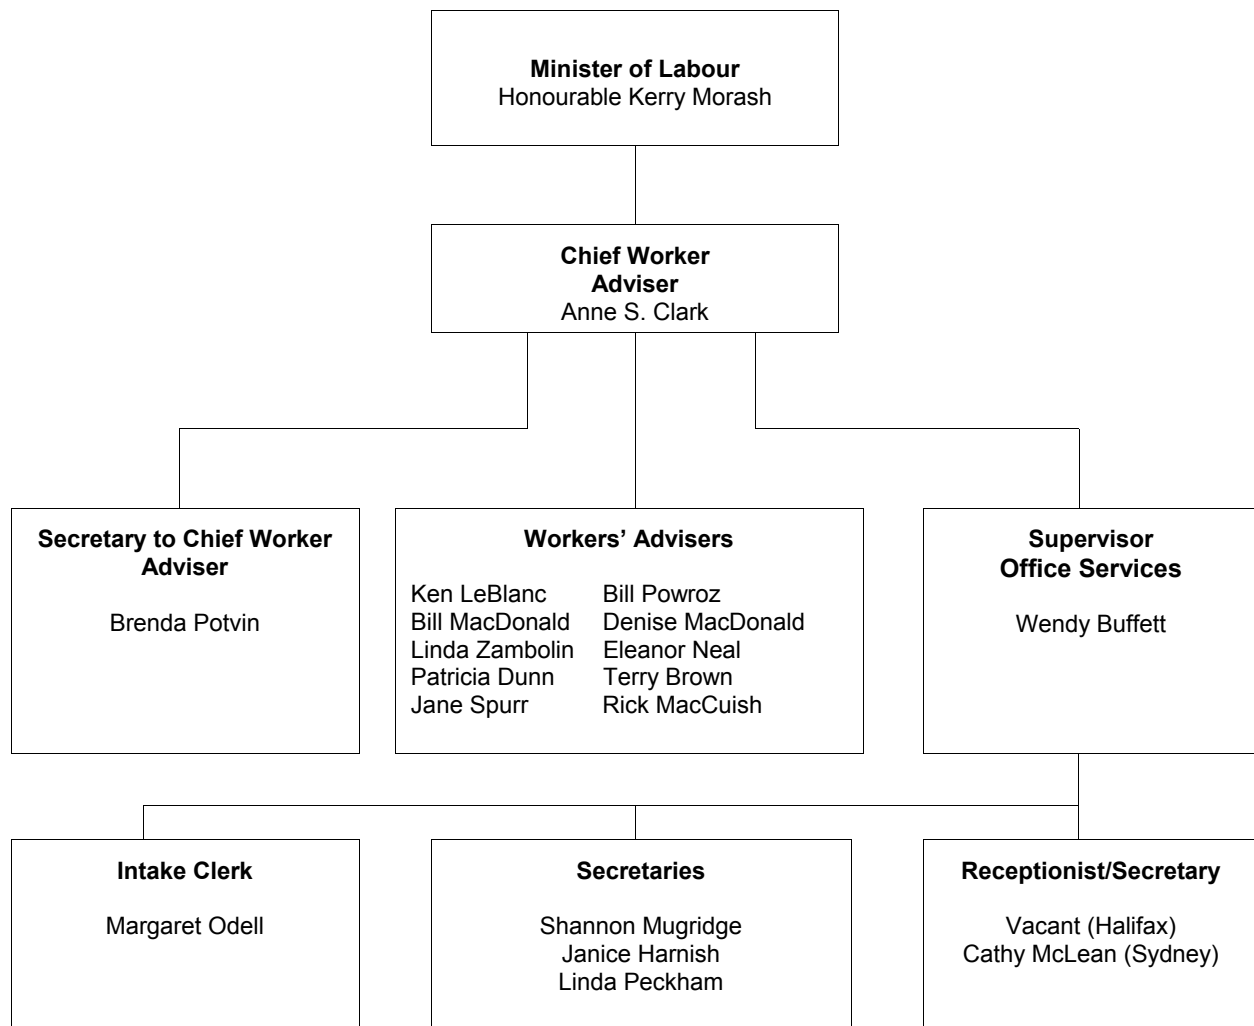 Minister of Labour
Honourable Kerry Morash
Chief Worker
Adviser
Anne S. Clark
Secretary to Chief Worker
Adviser
Brenda Potvin
Workers’ Advisers
Ken LeBlanc Bill Powroz
Bill MacDonald Denise MacDonald
Linda Zambolin Eleanor Neal
Patricia Dunn Terry Brown
Jane Spurr Rick MacCuish
Supervisor
Office Services
Wendy Buffett
Intake Clerk
Margaret Odell
Secretaries
Shannon Mugridge
Janice Harnish
Linda Peckham
Receptionist/Secretary
Vacant (Halifax)
Cathy McLean (Sydney)